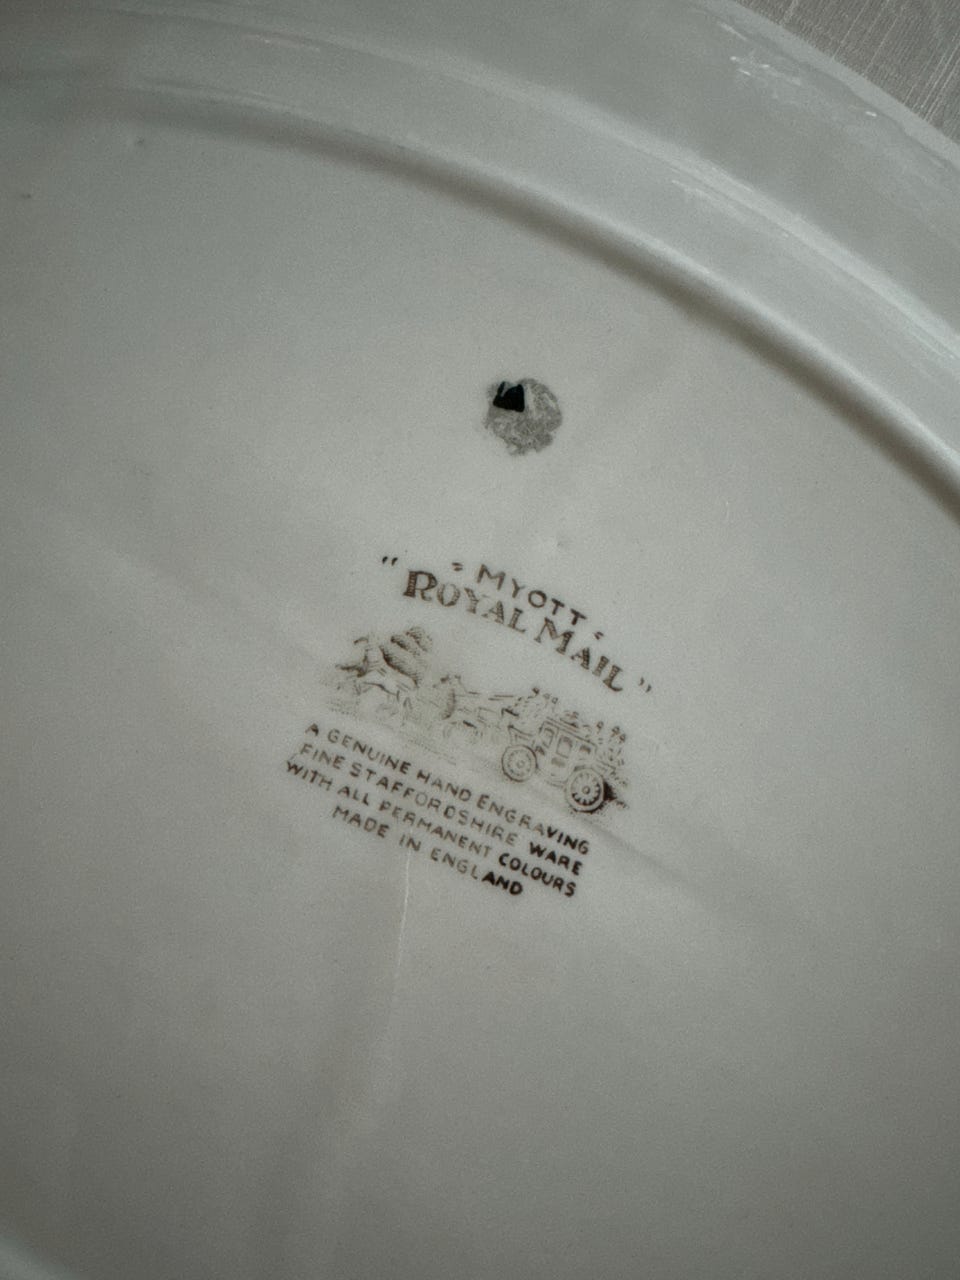 = MYOTT =
"ROYAL MAIL"
A GENUINE HAND ENGRAVING
FINE STAFFORDSHIRE WARE
WITH ALL PERMANENT COLOURS
MADE IN ENGLAND